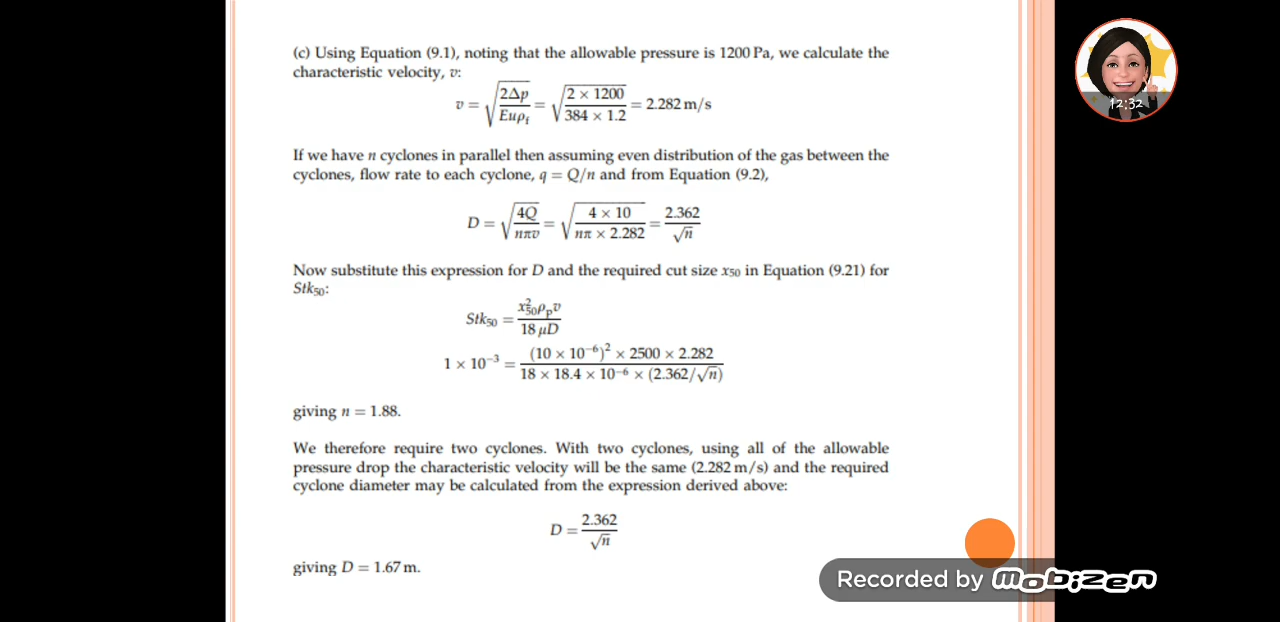 (c) Using Equation (9.1), noting that the allowable pressure is 1200 Pa, we calculate the
characteristic velocity, v:
v = √(2Δp / Euρf) = √(2 × 1200 / 384 × 1.2) = 2.282 m/s
If we have n cyclones in parallel then assuming even distribution of the gas between the
cyclones, flow rate to each cyclone, q = Q/n and from Equation (9.2),
D = √(4Q / nπv) = √(4 × 10 / nπ × 2.282) = 2.362 / √n
Now substitute this expression for D and the required cut size x50 in Equation (9.21) for
Stk50:
Stk50 = x²50ρpv / 18 μD
1 × 10⁻³ = (10 × 10⁻⁶)² × 2500 × 2.282 / 18 × 18.4 × 10⁻⁶ × (2.362/√n)
giving n = 1.88.
We therefore require two cyclones. With two cyclones, using all of the allowable
pressure drop the characteristic velocity will be the same (2.282 m/s) and the required
cyclone diameter may be calculated from the expression derived above:
D = 2.362 / √n
giving D = 1.67 m.
12:32
Recorded by mobizen